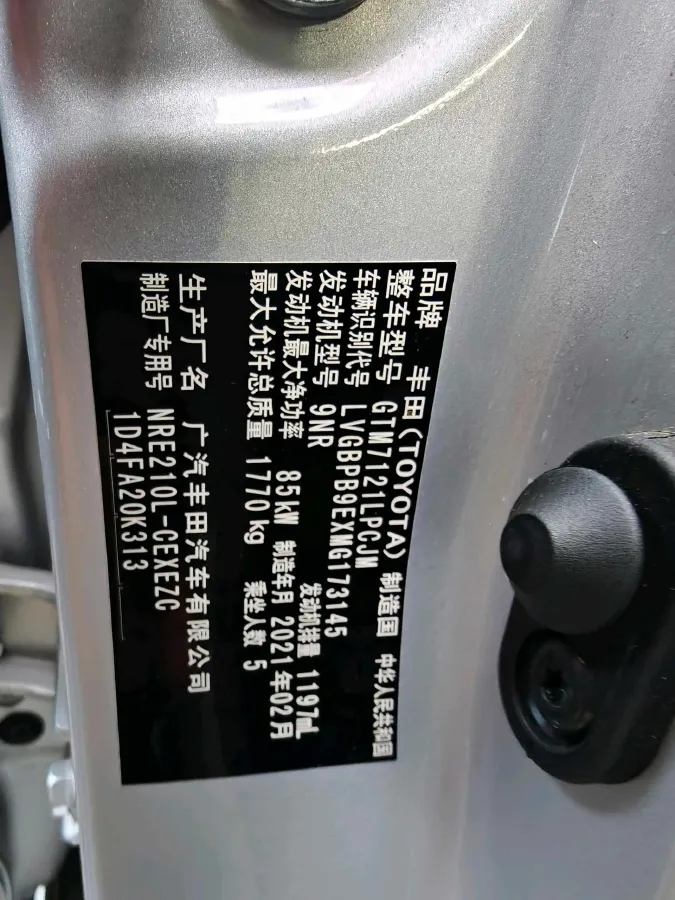 品牌 丰田(TOYOTA) 制造国 中华人民共和国
整车型号 GTM7121LPCJM
车辆识别代号 LVGBPB9EXMG173145
发动机型号 9NR 发动机排量 1197mL
发动机最大净功率 85kW 制造年月 2021年02月
最大允许总质量 1770kg 乘坐人数 5
生产厂名 广汽丰田汽车有限公司
制造厂专用号 NRE210L-CEXEZC
1D4FA20K313